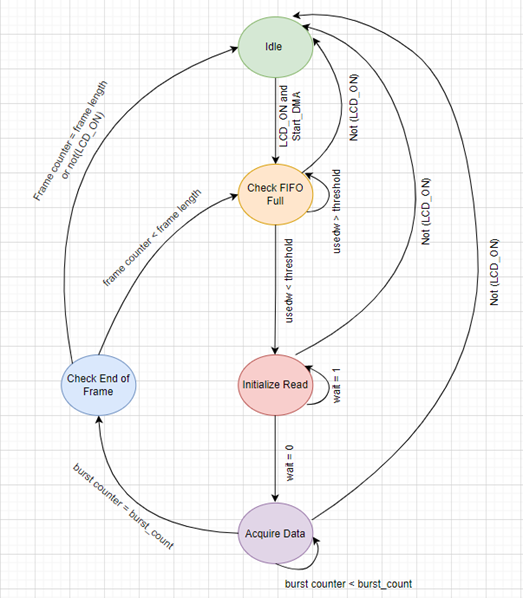 Idle
LCD_ON and
Start_DMA
Not (LCD_ON)
Frame counter = frame length
or not(LCD_ON)
Check FIFO
Full
usedw > threshold
frame counter < frame length
Not (LCD_ON)
Not (LCD_ON)
usedw < threshold
Check End of
Frame
Initialize Read
wait = 1
wait = 0
burst counter = burst_count
Acquire Data
burst counter < burst_count